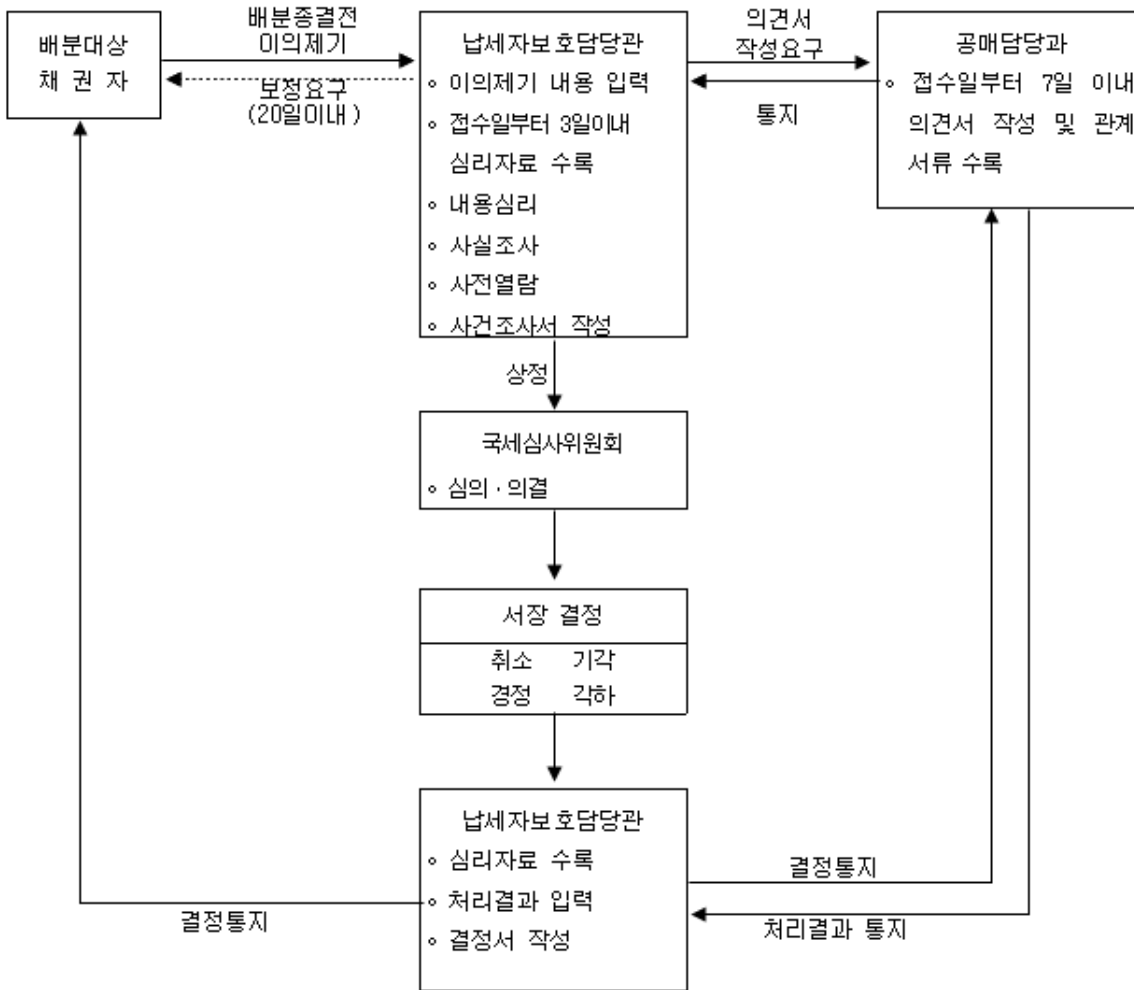 배분대상
채 권 자
배분종결전
이의제기
보정요구
(20일이내)
납세자보호담당관
∘ 이의제기 내용 입력
∘ 접수일부터 3일이내
심리자료 수록
∘ 내용심리
∘ 사실조사
∘ 사전열람
∘ 사건조사서 작성
의견서
작성요구
통지
공매담당과
∘ 접수일부터 7일 이내
의견서 작성 및 관계
서류 수록
상정
국세심사위원회
∘ 심의·의결
서장 결정
취소 기각
경정 각하
납세자보호담당관
∘ 심리자료 수록
∘ 처리결과 입력
∘ 결정서 작성
결정통지
결정통지
처리결과 통지